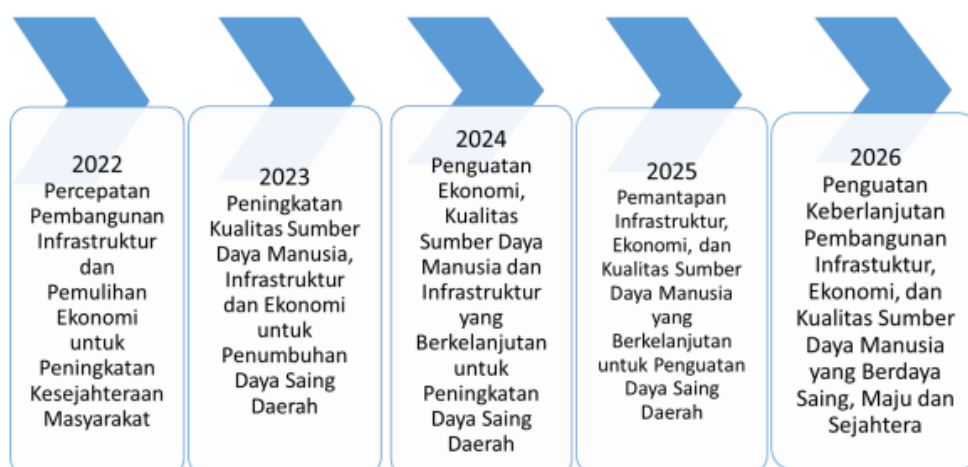 2022
Percepatan
Pembangunan
Infrastruktur
dan
Pemulihan
Ekonomi
untuk
Peningkatan
Kesejahteraan
Masyarakat
2023
Peningkatan
Kualitas Sumber
Daya Manusia,
Infrastruktur
dan Ekonomi
untuk
Penumbuhan
Daya Saing
Daerah
2024
Penguatan
Ekonomi,
Kualitas
Sumber Daya
Manusia dan
Infrastruktur
yang
Berkelanjutan
untuk
Peningkatan
Daya Saing
Daerah
2025
Pemantapan
Infrastruktur,
Ekonomi, dan
Kualitas Sumber
Daya Manusia
yang
Berkelanjutan
untuk Penguatan
Daya Saing
Daerah
2026
Penguatan
Keberlanjutan
Pembangunan
Infrastuktur,
Ekonomi, dan
Kualitas Sumber
Daya Manusia
yang Berdaya
Saing, Maju dan
Sejahtera